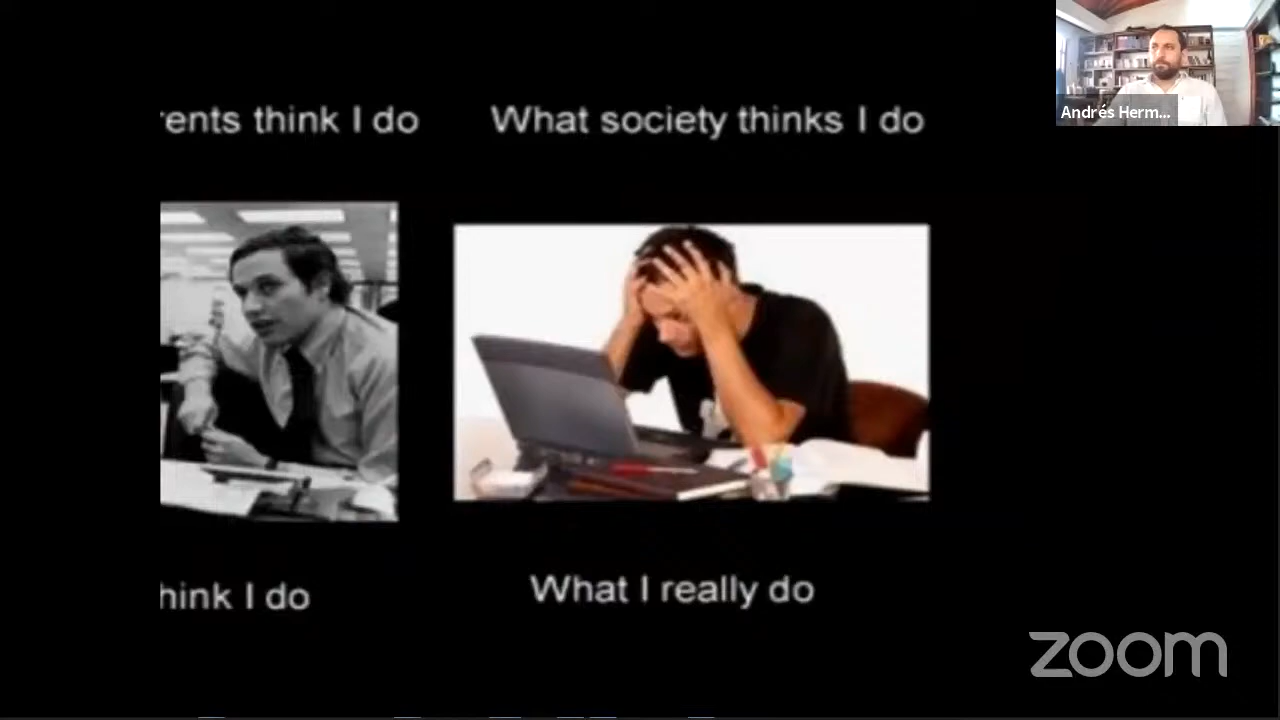 rents think I do
What society thinks I do
Andrés Herm...
hink I do
What I really do
zoom